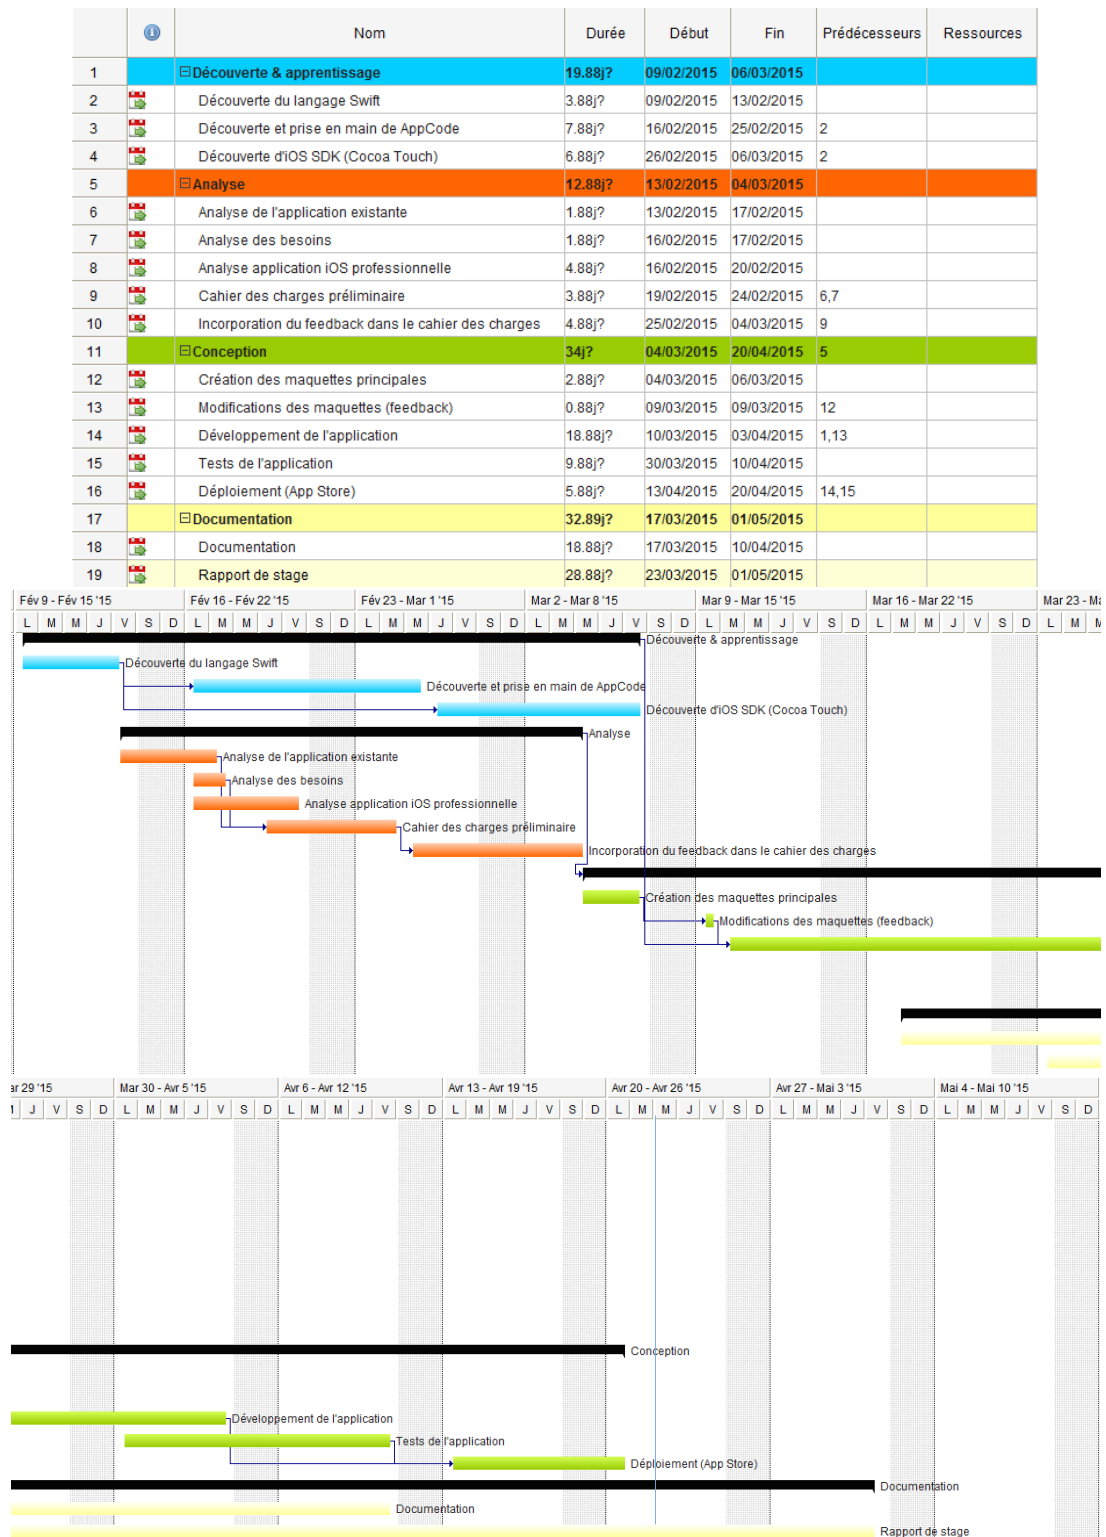 Nom Durée Début Fin Prédécesseurs Ressources
1 Découverte & apprentissage 19.88j? 09/02/2015 06/03/2015
2 Découverte du langage Swift 3.88j? 09/02/2015 13/02/2015
3 Découverte et prise en main de AppCode 7.88j? 16/02/2015 25/02/2015 2
4 Découverte d'iOS SDK (Cocoa Touch) 6.88j? 26/02/2015 06/03/2015 2
5 Analyse 12.88j? 13/02/2015 04/03/2015
6 Analyse de l'application existante 1.88j? 13/02/2015 17/02/2015
7 Analyse des besoins 1.88j? 16/02/2015 17/02/2015
8 Analyse application iOS professionnelle 4.88j? 16/02/2015 20/02/2015
9 Cahier des charges préliminaire 3.88j? 19/02/2015 24/02/2015 6,7
10 Incorporation du feedback dans le cahier des charges 4.88j? 25/02/2015 04/03/2015 9
11 Conception 34j? 04/03/2015 20/04/2015 5
12 Création des maquettes principales 2.88j? 04/03/2015 06/03/2015
13 Modifications des maquettes (feedback) 0.88j? 09/03/2015 09/03/2015 12
14 Développement de l'application 18.88j? 10/03/2015 03/04/2015 1,13
15 Tests de l'application 9.88j? 30/03/2015 10/04/2015
16 Déploiement (App Store) 5.88j? 13/04/2015 20/04/2015 14,15
17 Documentation 32.89j? 17/03/2015 01/05/2015
18 Documentation 18.88j? 17/03/2015 10/04/2015
19 Rapport de stage 28.88j? 23/03/2015 01/05/2015
Fév 9 - Fév 15 '15 Fév 16 - Fév 22 '15 Fév 23 - Mar 1 '15 Mar 2 - Mar 8 '15 Mar 9 - Mar 15 '15 Mar 16 - Mar 22 '15 Mar 23 - Ma
L M M J V S D L M M J V S D L M M J V S D L M M J V S D L M M J V S D L M M J V S D L M M
Découverte & apprentissage
Découverte du langage Swift
Découverte et prise en main de AppCode
Découverte d'iOS SDK (Cocoa Touch)
Analyse
Analyse de l'application existante
Analyse des besoins
Analyse application iOS professionnelle
Cahier des charges préliminaire
Incorporation du feedback dans le cahier des charges
Création des maquettes principales
Modifications des maquettes (feedback)
ar 29 '15 Mar 30 - Avr 5 '15 Avr 6 - Avr 12 '15 Avr 13 - Avr 19 '15 Avr 20 - Avr 26 '15 Avr 27 - Mai 3 '15 Mai 4 - Mai 10 '15
J V S D L M M J V S D L M M J V S D L M M J V S D L M M J V S D L M M J V S D L M M J V S D
Conception
Développement de l'application
Tests de l'application
Déploiement (App Store)
Documentation
Documentation
Rapport de stage